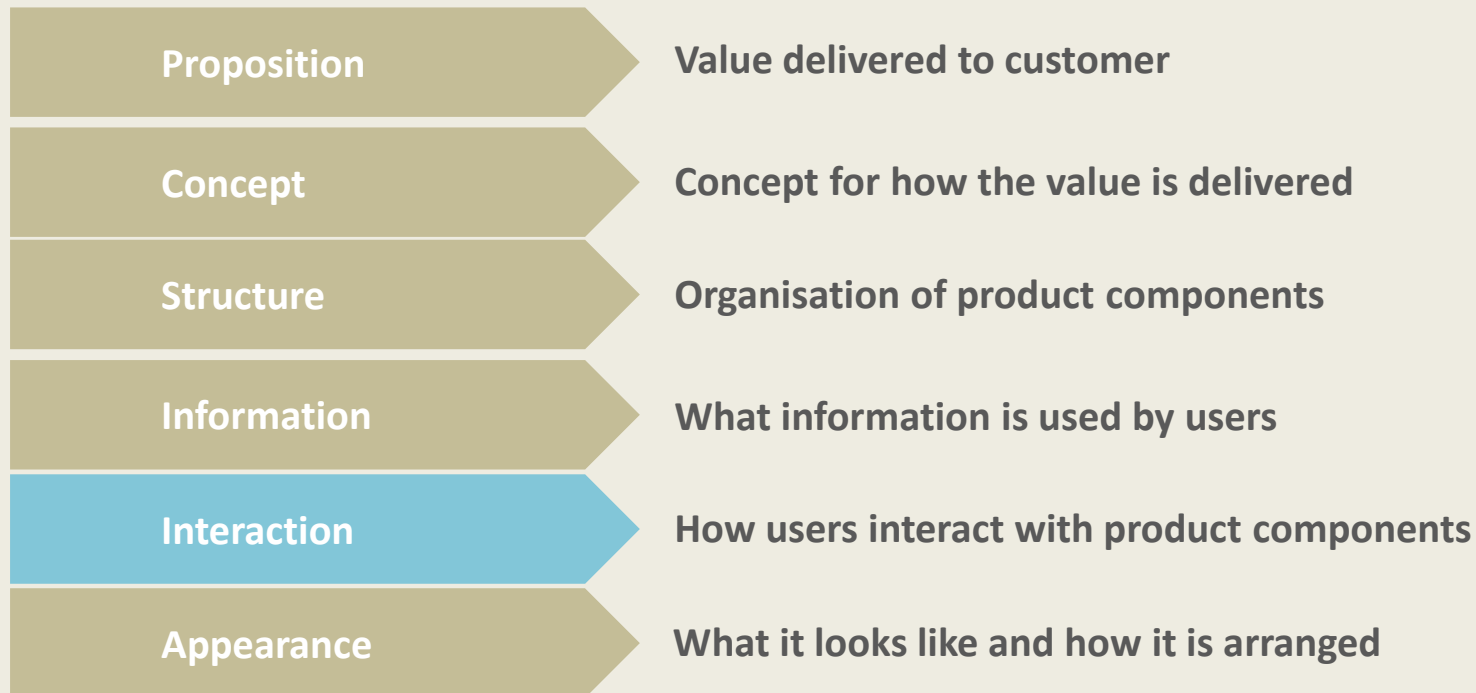 Proposition
Value delivered to customer
Concept
Concept for how the value is delivered
Structure
Organisation of product components
Information
What information is used by users
Interaction
How users interact with product components
Appearance
What it looks like and how it is arranged